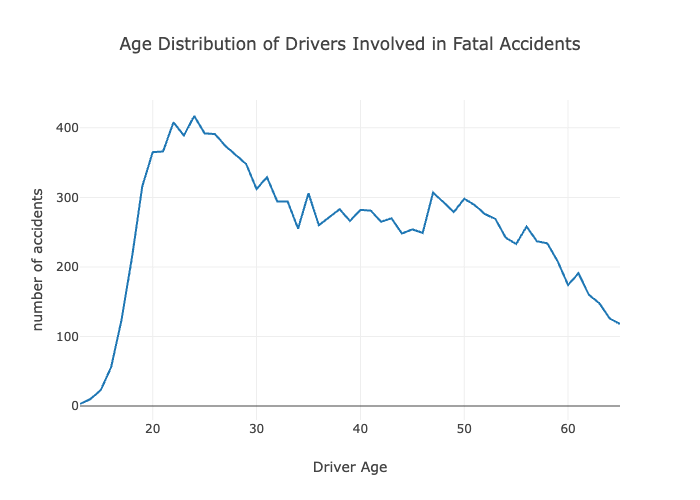 Age Distribution of Drivers Involved in Fatal Accidents
400
300
200
100
0
number of accidents
20 30 40 50 60
Driver Age